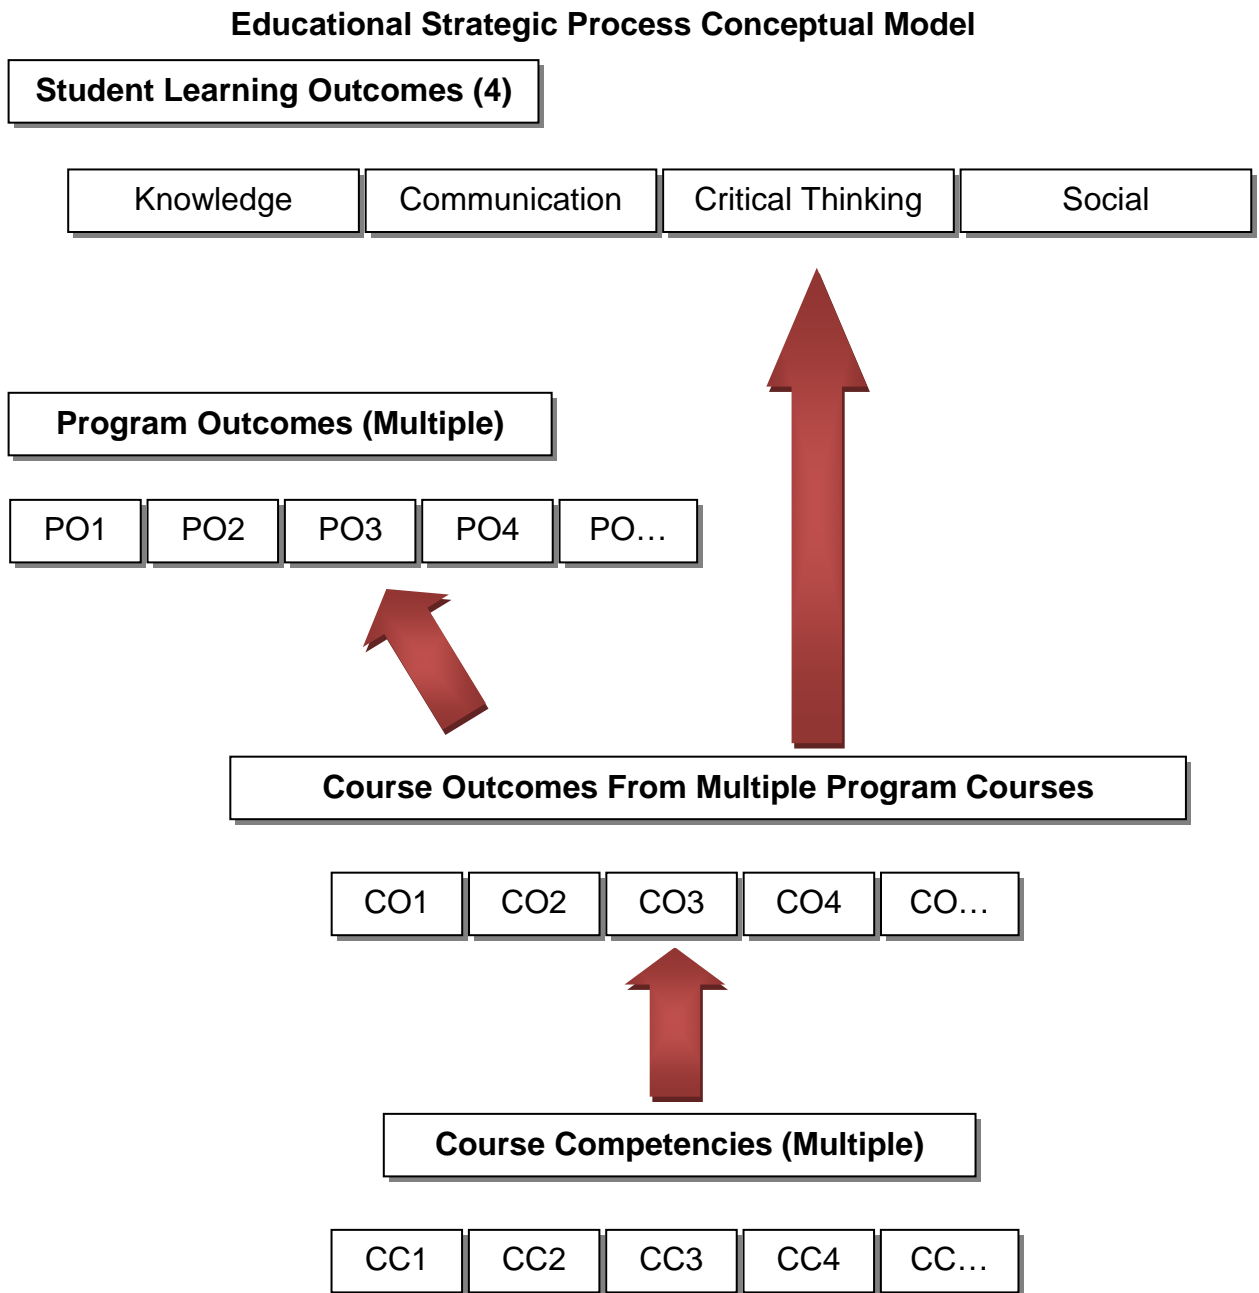 Educational Strategic Process Conceptual Model
Student Learning Outcomes (4)
Knowledge Communication Critical Thinking Social
Program Outcomes (Multiple)
PO1 PO2 PO3 PO4 PO…
Course Outcomes From Multiple Program Courses
CO1 CO2 CO3 CO4 CO…
Course Competencies (Multiple)
CC1 CC2 CC3 CC4 CC…